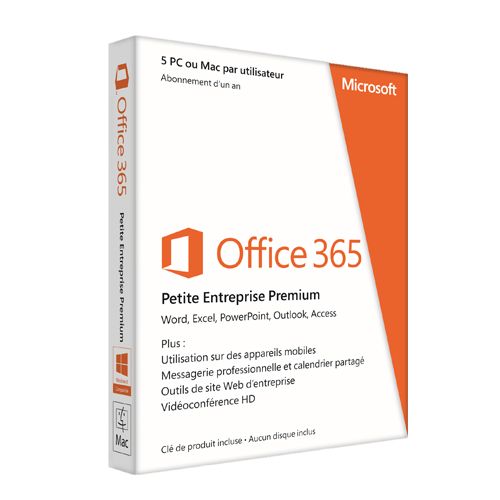 5 PC ou Mac par utilisateur
Abonnement d'un an
Microsoft
Office 365
Petite Entreprise Premium
Word, Excel, PowerPoint, Outlook, Access
Plus :
Utilisation sur des appareils mobiles
Messagerie professionnelle et calendrier partagé
Outils de site Web d'entreprise
Vidéoconférence HD
Clé de produit incluse • Aucun disque inclus
Office 365
Petite Entreprise Premium
Mac